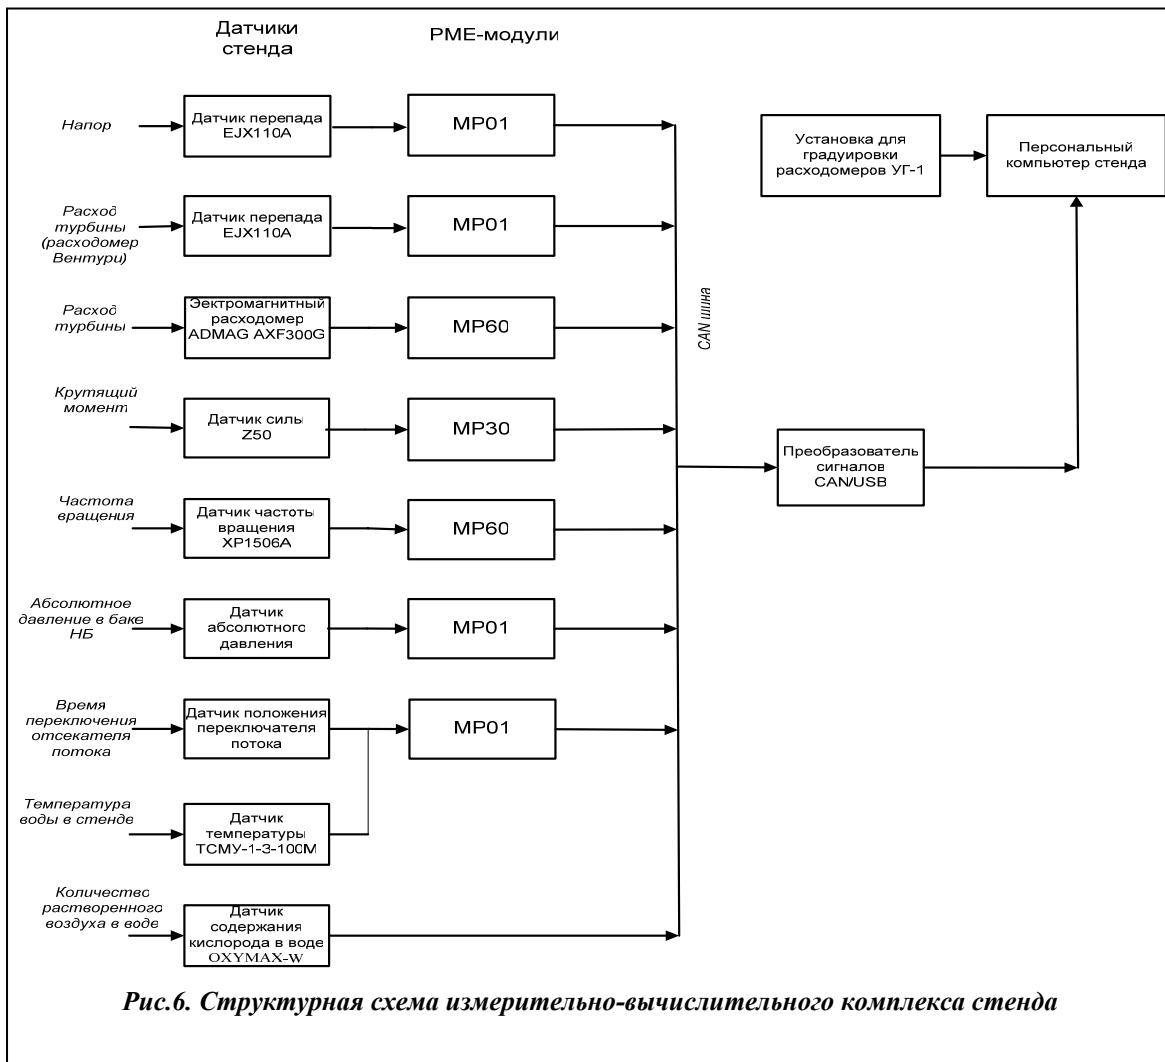 Датчики
стенда
PME-модули
Напор
Датчик перепада
EJX110A
MP01
Установка для
градуировки
расходомеров УГ-1
Персональный
компьютер стенда
Расход
турбины
(расходомер
Вентури)
Датчик перепада
EJX110A
MP01
Расход
турбины
Эектромагнитный
расходомер
ADMAG AXF300G
MP60
CAN шина
Крутящий
момент
Датчик силы
Z50
MP30
Преобразователь
сигналов
CAN/USB
Частота
вращения
Датчик частоты
вращения
XP1506A
MP60
Абсолютное
давление в баке
НБ
Датчик
абсолютного
давления
MP01
Время
переключения
отсекателя
потока
Датчик положения
переключателя
потока
MP01
Температура
воды в стенде
Датчик
температуры
ТСМУ-1-3-100М
Количество
растворенного
воздуха в воде
Датчик
содержания
кислорода в воде
OXYMAX-W
Рис.6. Структурная схема измерительно-вычислительного комплекса стенда